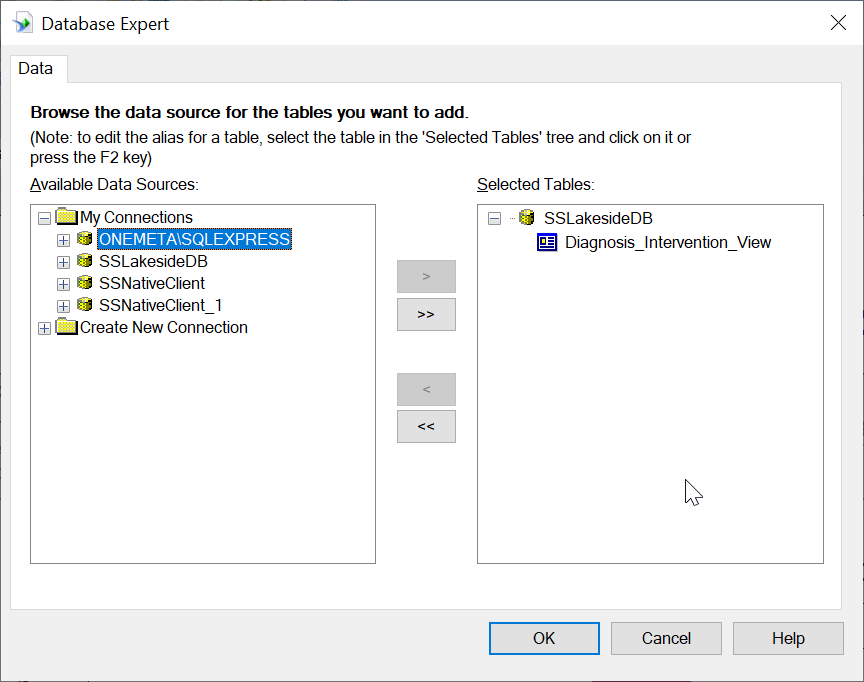 Database Expert
Data
Browse the data source for the tables you want to add.
(Note: to edit the alias for a table, select the table in the 'Selected Tables' tree and click on it or
press the F2 key)
Available Data Sources:
My Connections
ONEMETA\SQLEXPRESS
SSLakesideDB
SSNativeClient
SSNativeClient_1
Create New Connection
>
>>
<
<<
Selected Tables:
SSLakesideDB
Diagnosis_Intervention_View
OK
Cancel
Help